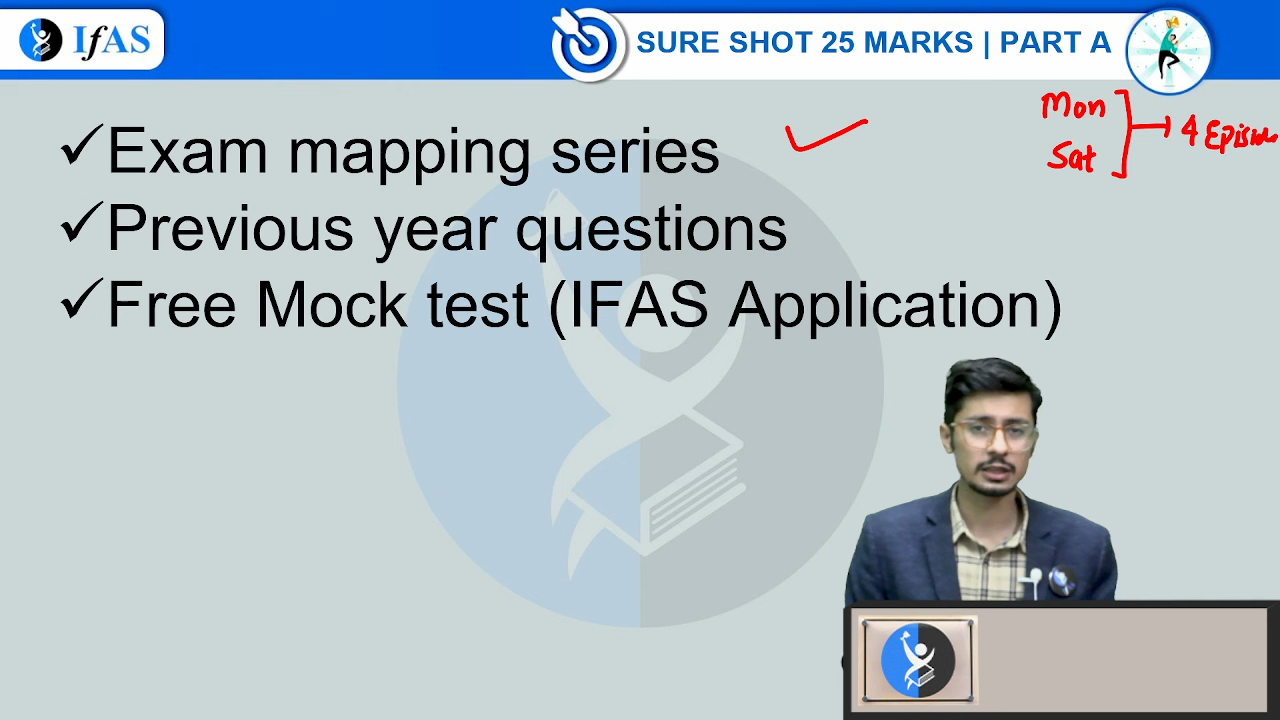 IfAS
SURE SHOT 25 MARKS | PART A
Mon
Sat
4
✓Exam mapping series
✓Previous year questions
✓Free Mock test (IFAS Application)